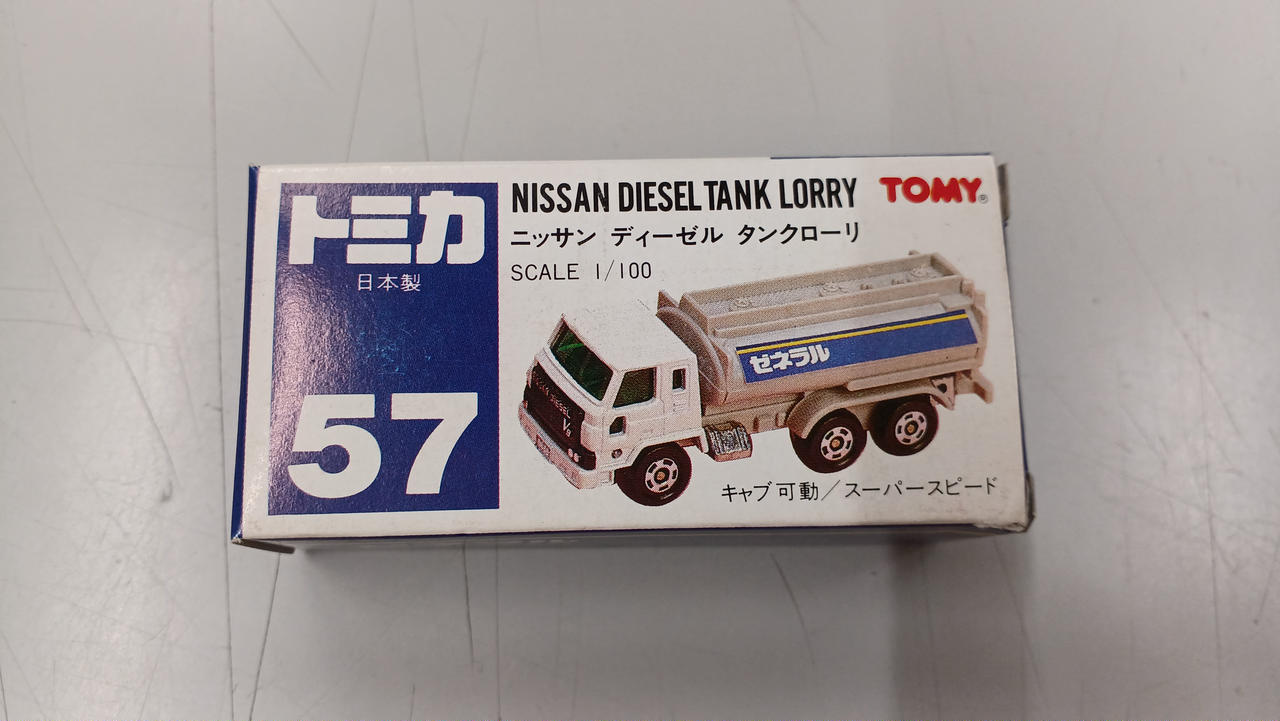 トミカ
日本製
57
NISSAN DIESEL TANK LORRY
TOMY®
ニッサン ディーゼル タンクローリ
SCALE 1/100
ゼネラル
キャブ可動/スーパースピード